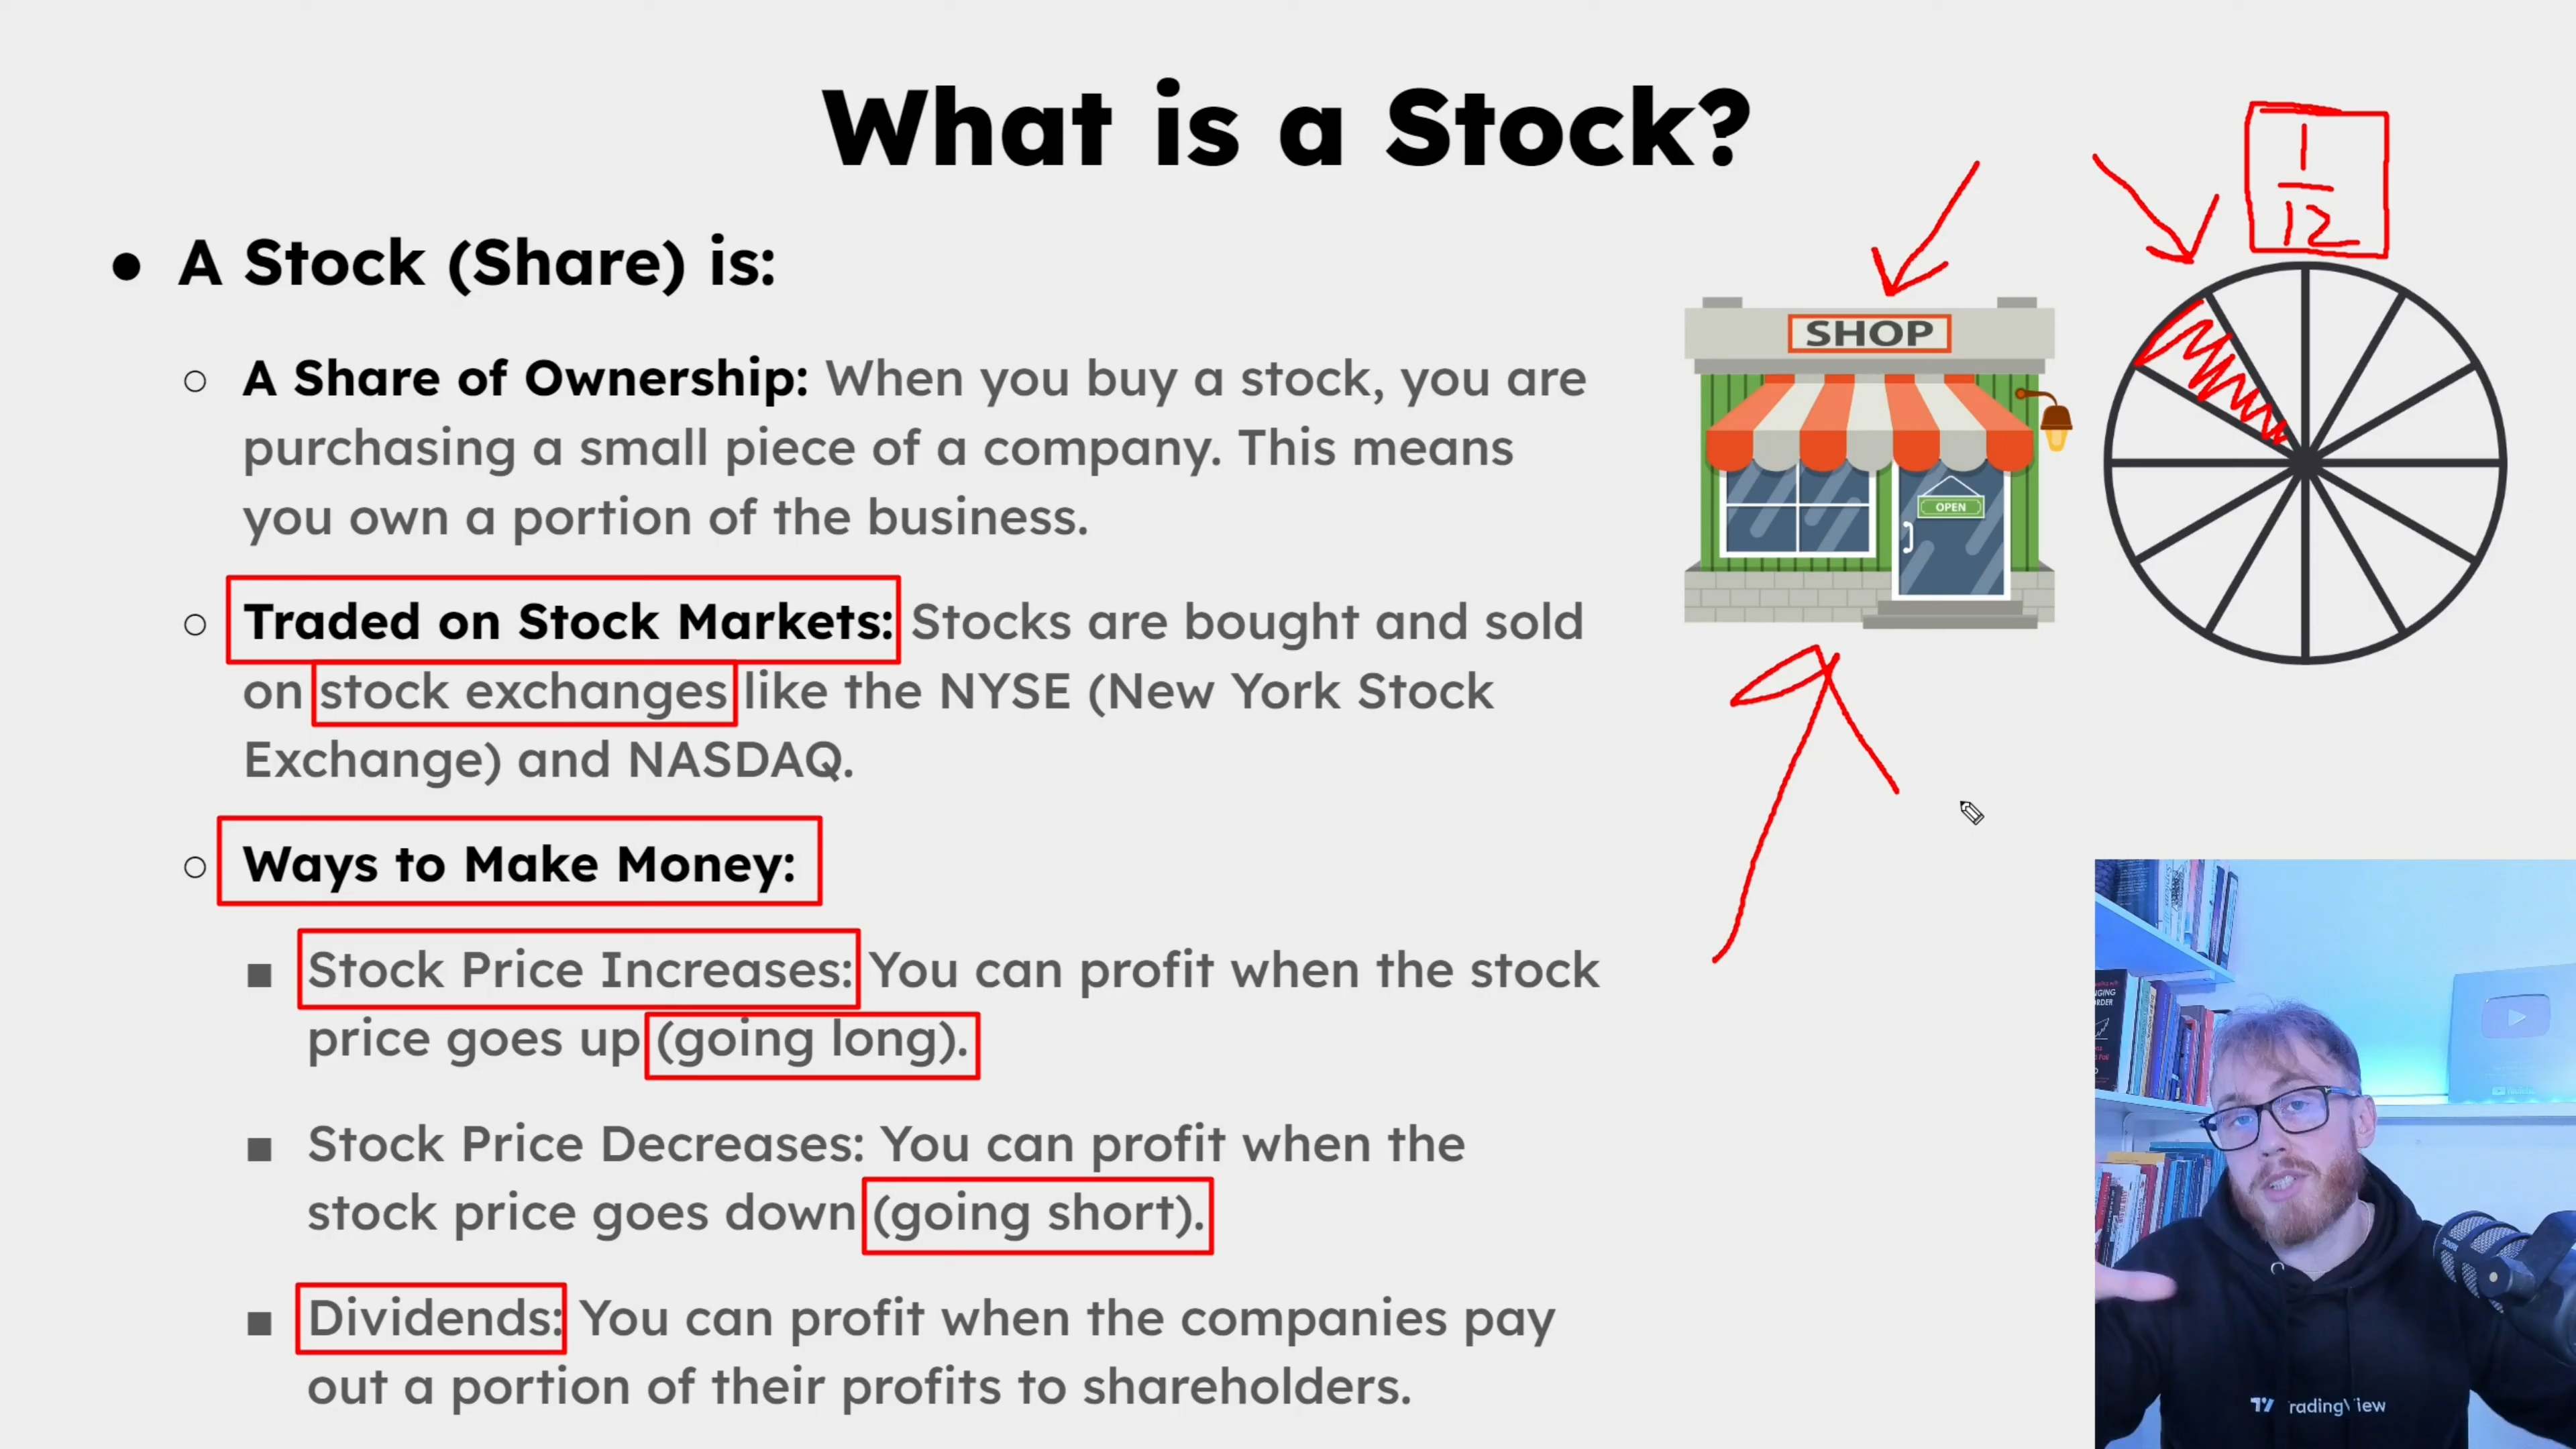 What is a Stock?
● A Stock (Share) is:
○ A Share of Ownership: When you buy a stock, you are
purchasing a small piece of a company. This means
you own a portion of the business.
○ Traded on Stock Markets: Stocks are bought and sold
on stock exchanges like the NYSE (New York Stock
Exchange) and NASDAQ.
○ Ways to Make Money:
■ Stock Price Increases: You can profit when the stock
price goes up (going long).
■ Stock Price Decreases: You can profit when the
stock price goes down (going short).
■ Dividends: You can profit when the companies pay
out a portion of their profits to shareholders.
1
12
SHOP
OPEN